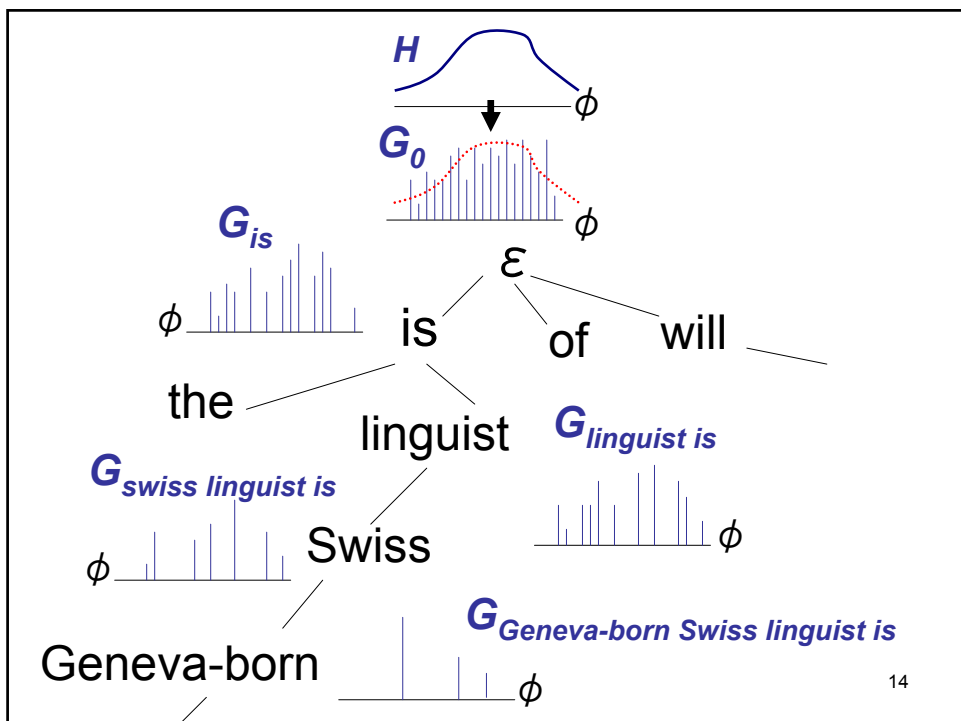 H
ϕ
G0
ϕ
Gis
ϕ
ε
is
of
will
the
linguist
Glinguist is
ϕ
Gswiss linguist is
ϕ
Swiss
GGeneva-born Swiss linguist is
Geneva-born
ϕ
14